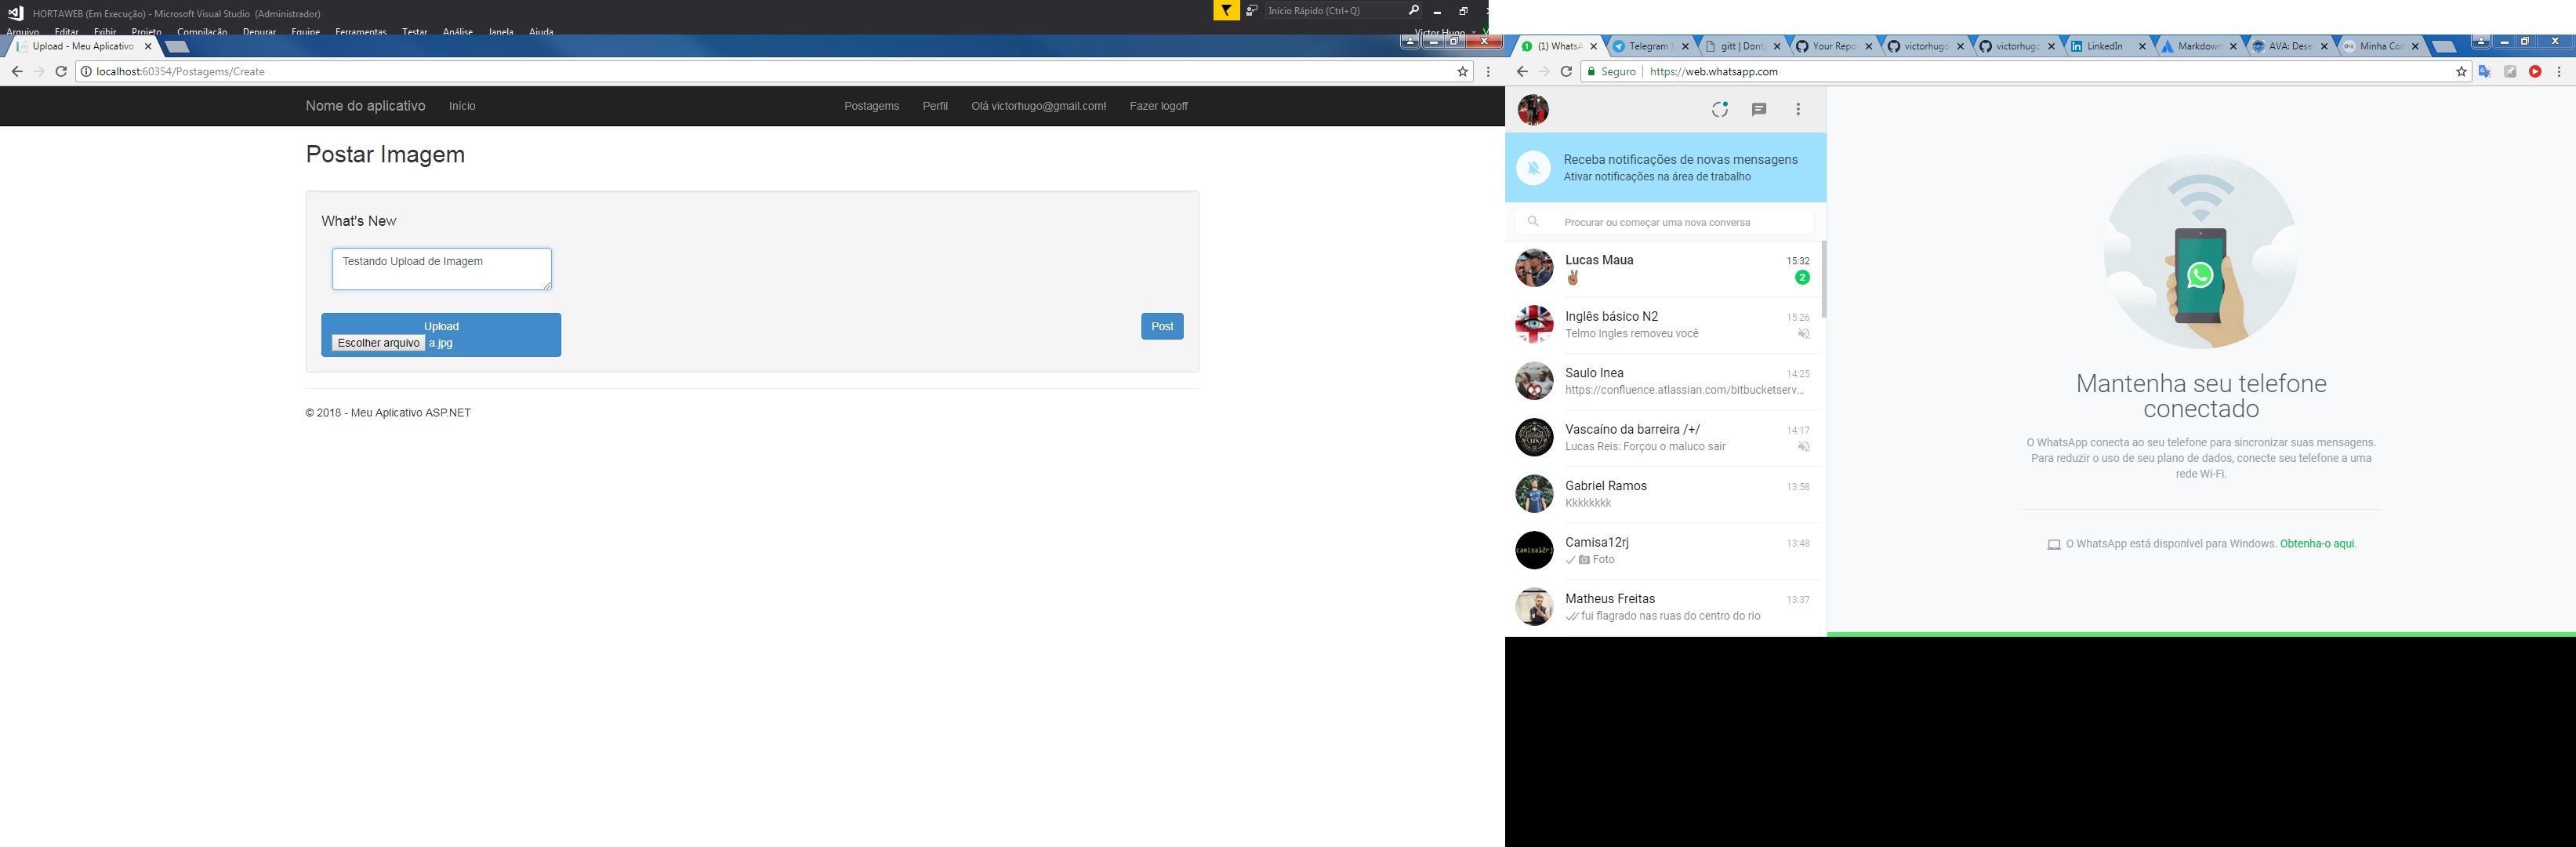 HORTAWEB (Em Execução) - Microsoft Visual Studio (Administrador)
Início Rápido (Ctrl+Q)
Arquivo Editar Exibir Projeto Compilação Depurar Equipe Ferramentas Testar Análise Janela Ajuda
Victor Hugo
Upload - Meu Aplicativo
localhost:60354/Postagems/Create
Nome do aplicativo Início Postagems Perfil Olá victorhugo@gmail.com! Fazer logoff
Postar Imagem
What's New
Testando Upload de Imagem
Upload
Escolher arquivo a.jpg
Post
© 2018 - Meu Aplicativo ASP.NET
(1) WhatsA Telegram gitt | Dont Your Repo victorhugo victorhugo LinkedIn Markdown AVA: Dese Minha Con
Seguro https://web.whatsapp.com
Receba notificações de novas mensagens
Ativar notificações na área de trabalho
Procurar ou começar uma nova conversa
Lucas Maua 15:32
✌🏽 2
Inglês básico N2 15:26
Telmo Ingles removeu você
Saulo Inea 14:25
https://confluence.atlassian.com/bitbucketserv...
Vascaíno da barreira /+/ 14:17
Lucas Reis: Forçou o maluco sair
Gabriel Ramos 13:58
Kkkkkkkk
Camisa12rj 13:48
camisa12rj
Foto
Matheus Freitas 13:37
fui flagrado nas ruas do centro do rio
Mantenha seu telefone
conectado
O WhatsApp conecta ao seu telefone para sincronizar suas mensagens.
Para reduzir o uso de seu plano de dados, conecte seu telefone a uma
rede Wi-Fi.
O WhatsApp está disponível para Windows. Obtenha-o aqui.